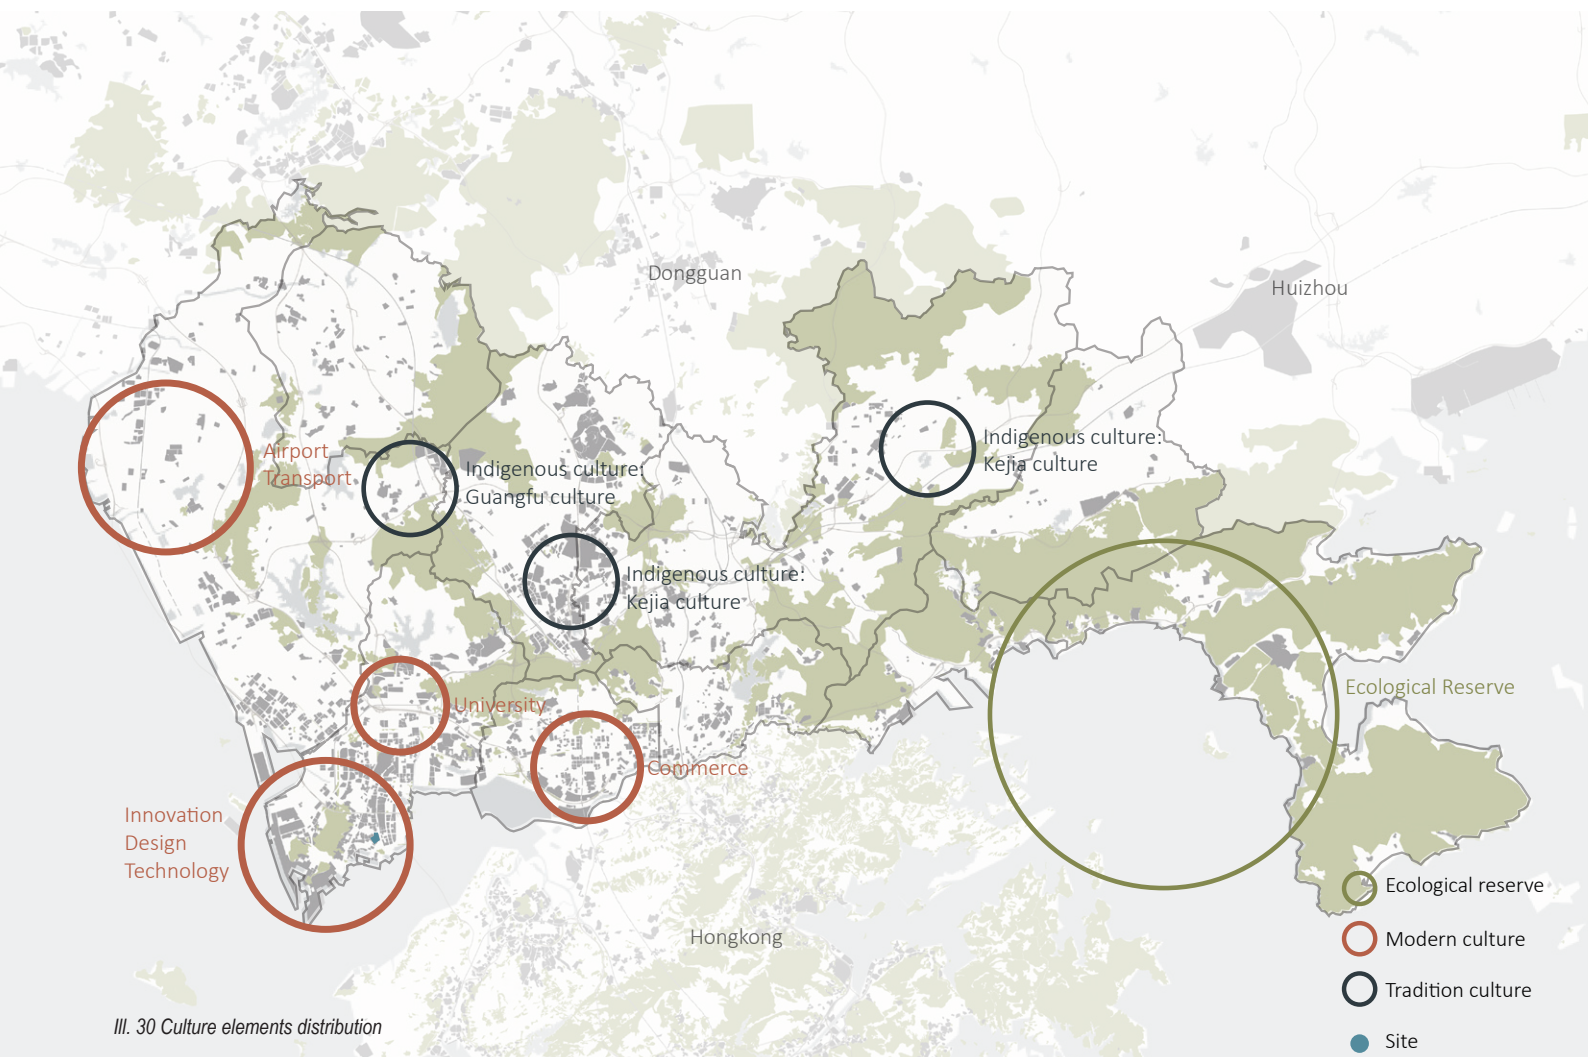 Dongguan
Huizhou
Airport
Transport
Indigenous culture:
Guangfu culture
Indigenous culture:
Kejia culture
Indigenous culture:
Kejia culture
University
Commerce
Ecological Reserve
Innovation
Design
Technology
Hongkong
Ecological reserve
Modern culture
Tradition culture
Site
Ill. 30 Culture elements distribution